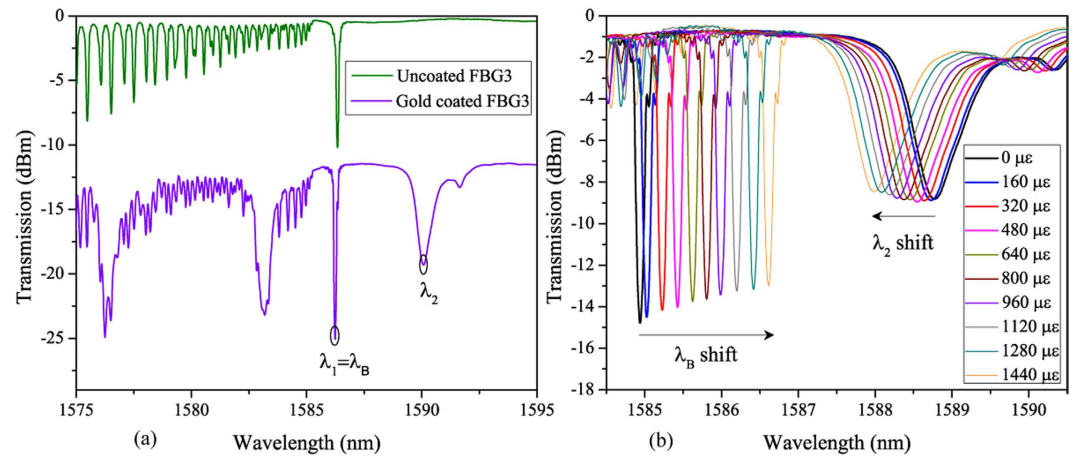 0
-5
-10
-15
-20
-25
Transmission (dBm)
Uncoated FBG3
Gold coated FBG3
λ₂
λ₁=λ_B
1575 1580 1585 1590 1595
(a) Wavelength (nm)
0
-2
-4
-6
-8
-10
-12
-14
-16
-18
Transmission (dBm)
λ₂ shift
λ_B shift
0 με
160 με
320 με
480 με
640 με
800 με
960 με
1120 με
1280 με
1440 με
1585 1586 1587 1588 1589 1590
(b) Wavelength (nm)